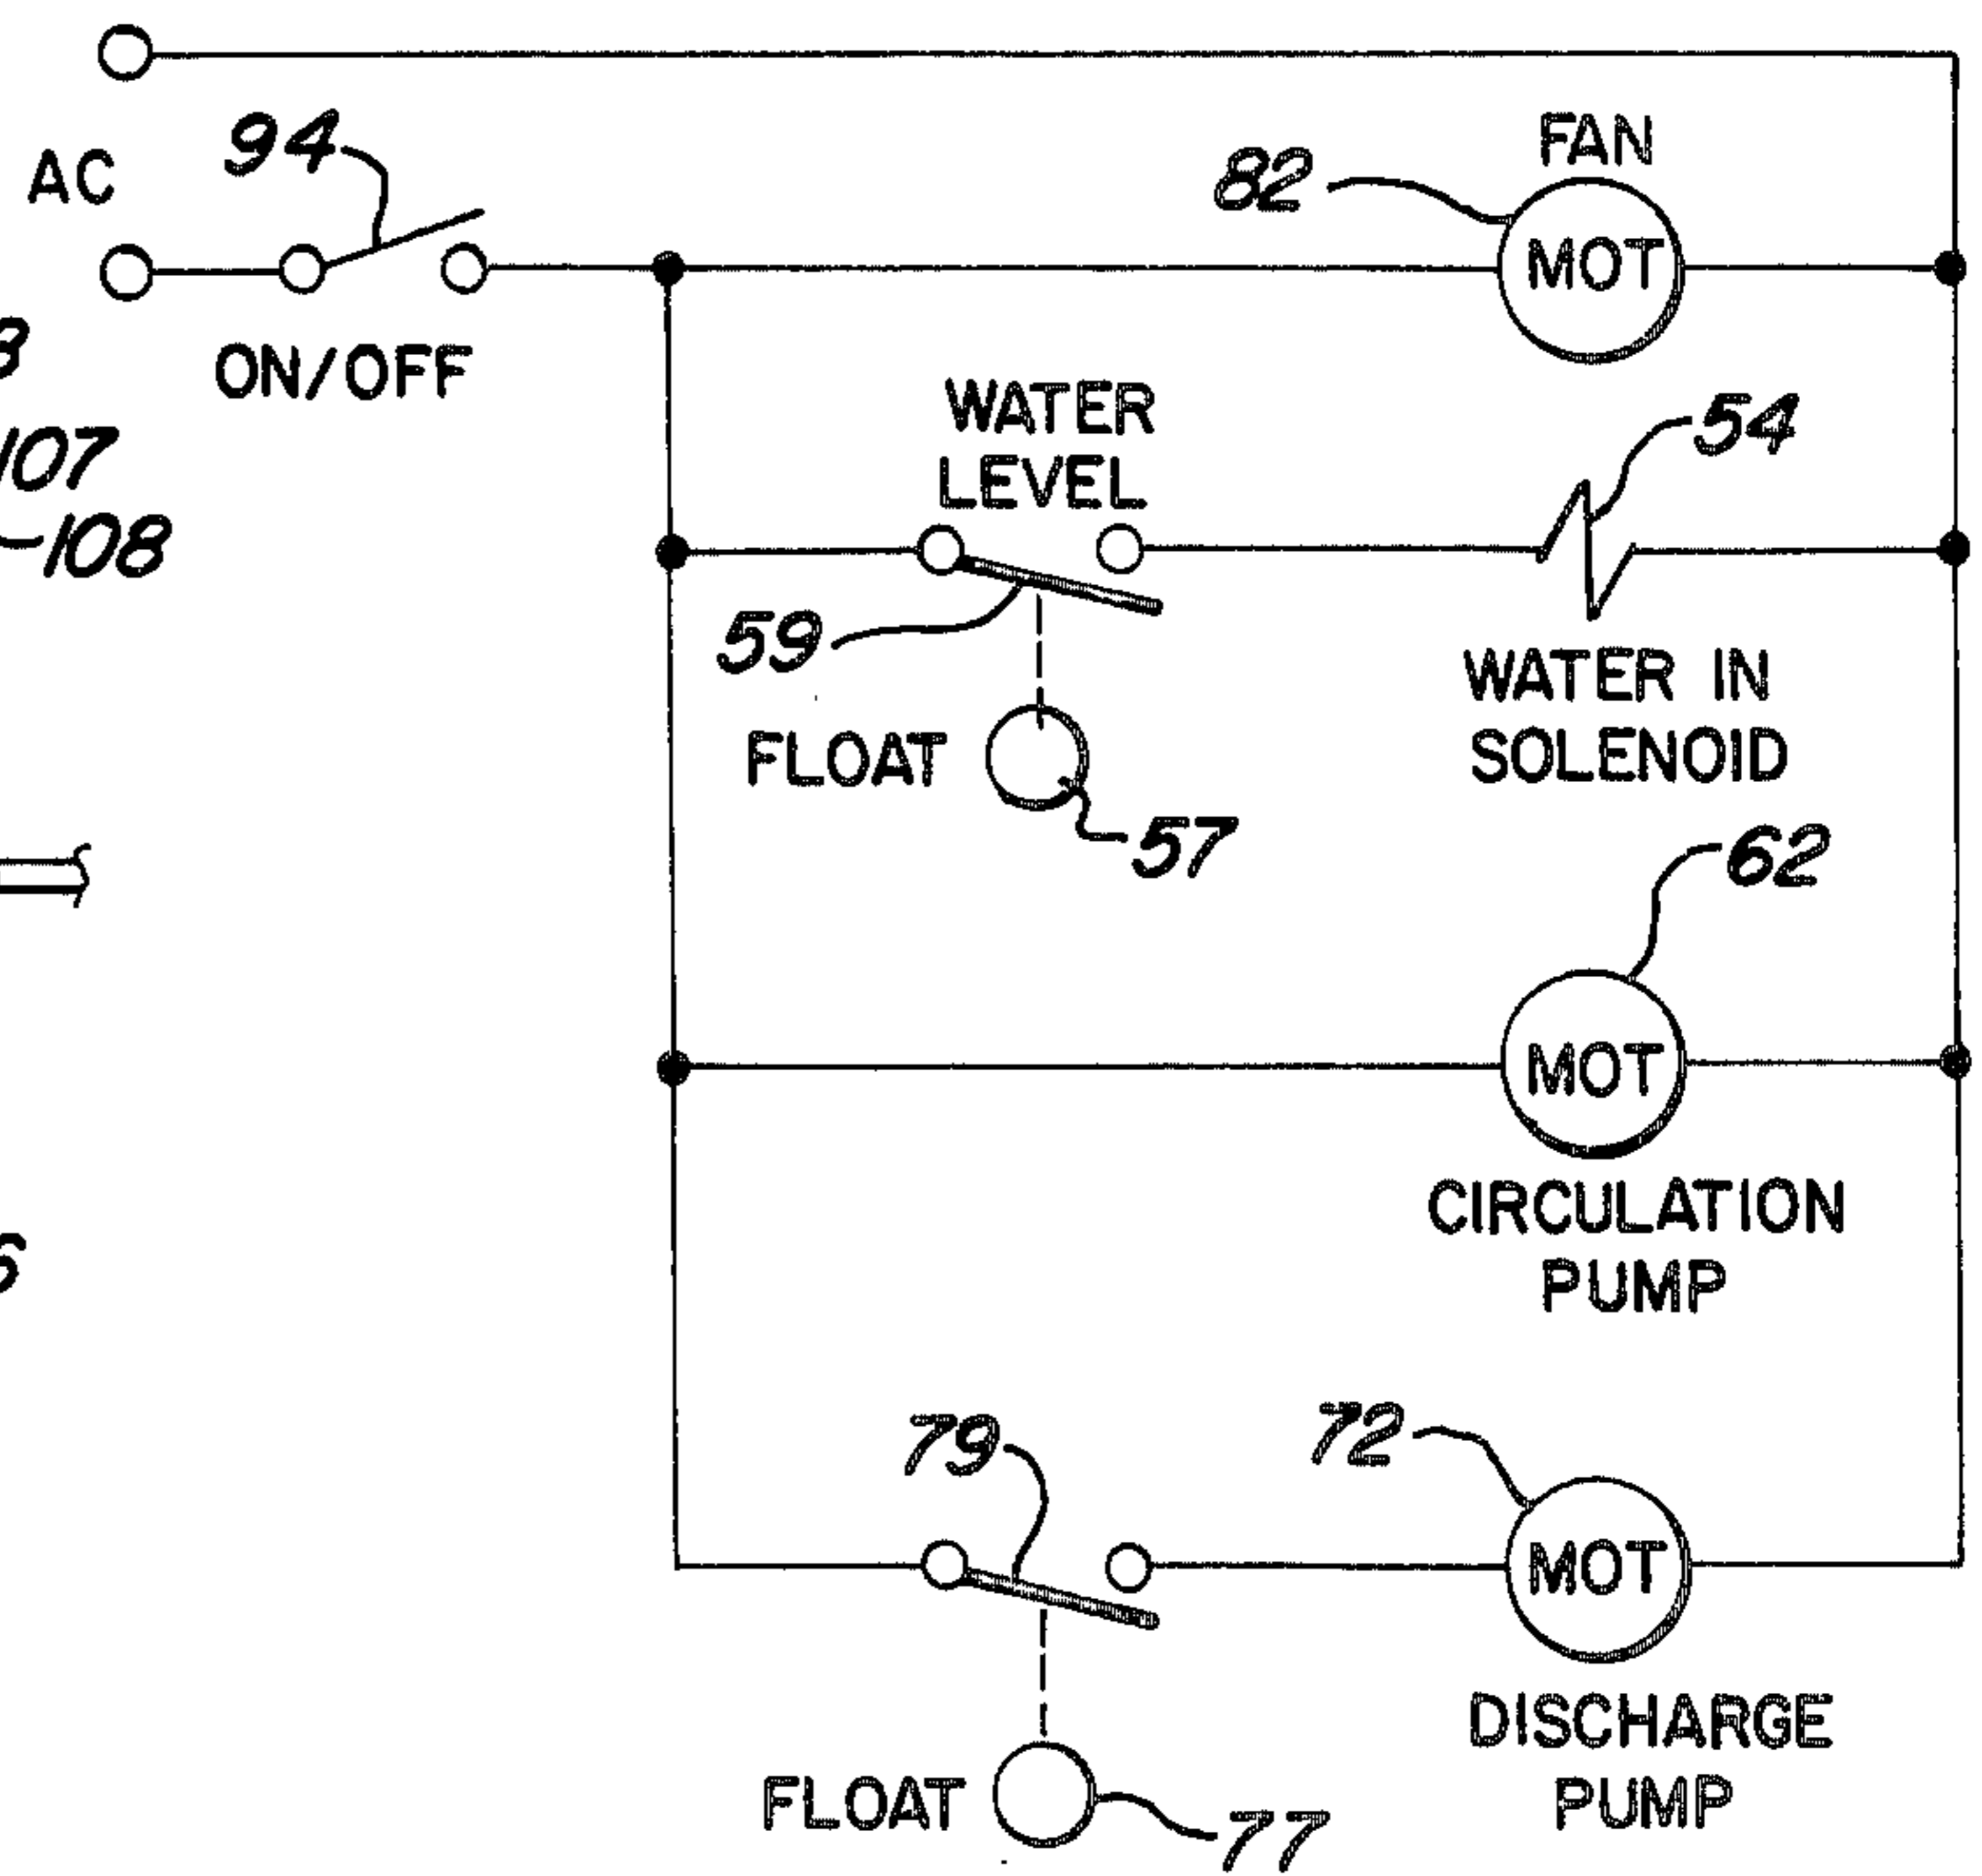 AC
94
ON/OFF
107
108
FAN
82
MOT
WATER
LEVEL
59
FLOAT
57
54
WATER IN
SOLENOID
62
MOT
CIRCULATION
PUMP
79
72
MOT
DISCHARGE
PUMP
FLOAT
77